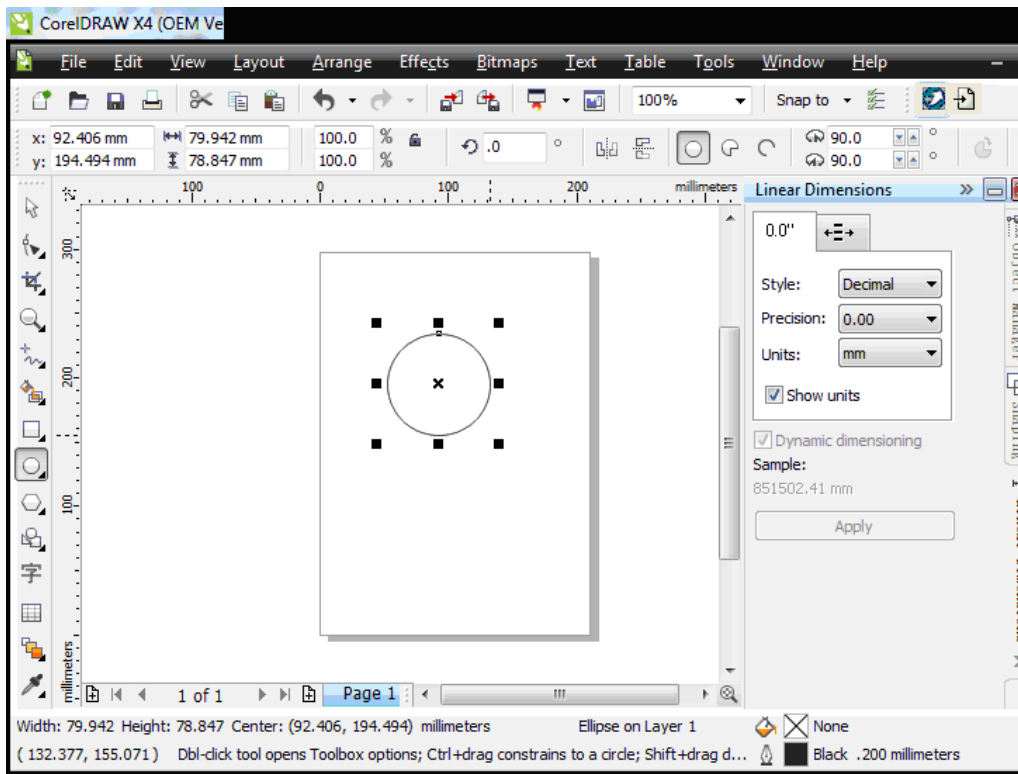 CorelDRAW X4 (OEM Ve
File Edit View Layout Arrange Effects Bitmaps Text Table Tools Window Help
100% Snap to
x: 92.406 mm 79.942 mm 100.0 % .0 ° 90.0 °
y: 194.494 mm 78.847 mm 100.0 % 90.0 °
100 0 100 200 millimeters
300
200
100
millimeters
字
Linear Dimensions
0.0"
Style: Decimal
Precision: 0.00
Units: mm
Show units
Dynamic dimensioning
Sample:
851502.41 mm
Apply
1 of 1 Page 1
Width: 79.942 Height: 78.847 Center: (92.406, 194.494) millimeters Ellipse on Layer 1 None
( 132.377, 155.071 ) Dbl-click tool opens Toolbox options; Ctrl+drag constrains to a circle; Shift+drag d... Black .200 millimeters